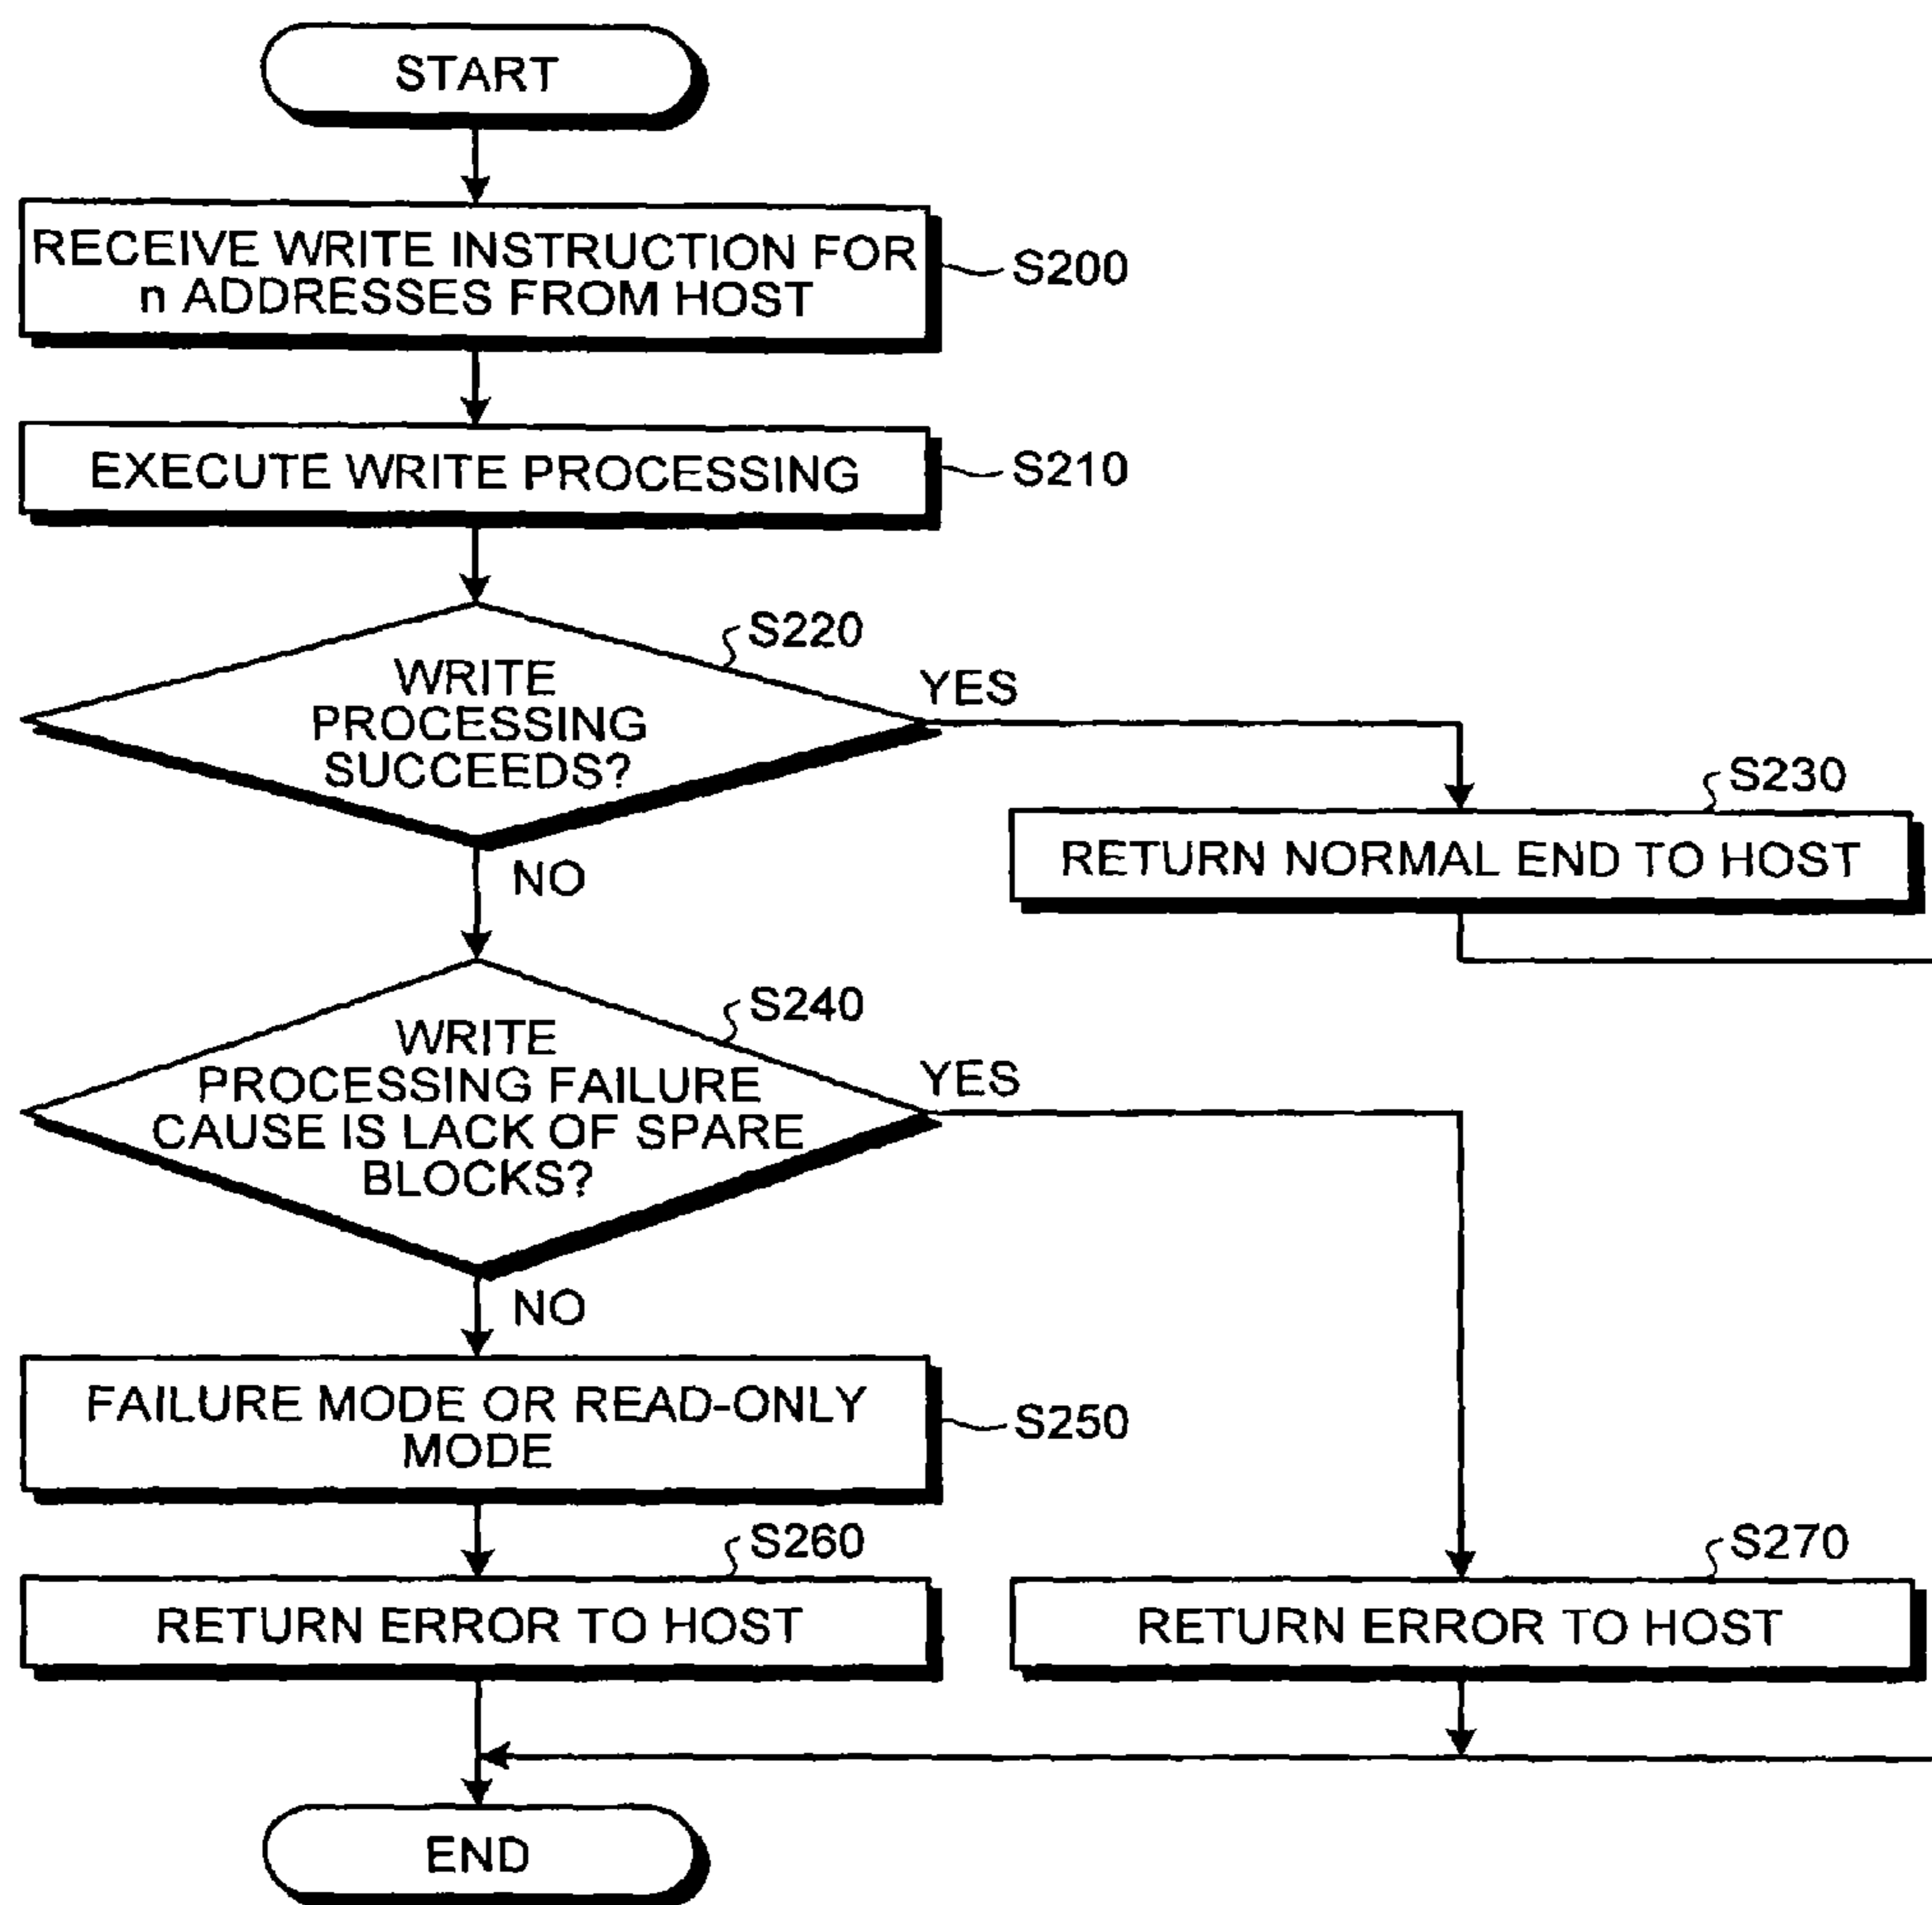 START
RECEIVE WRITE INSTRUCTION FOR
n ADDRESSES FROM HOST
S200
EXECUTE WRITE PROCESSING
S210
S220
WRITE
PROCESSING
SUCCEEDS?
YES
NO
S230
RETURN NORMAL END TO HOST
S240
WRITE
PROCESSING FAILURE
CAUSE IS LACK OF SPARE
BLOCKS?
YES
NO
FAILURE MODE OR READ-ONLY
MODE
S250
S260
RETURN ERROR TO HOST
S270
RETURN ERROR TO HOST
END